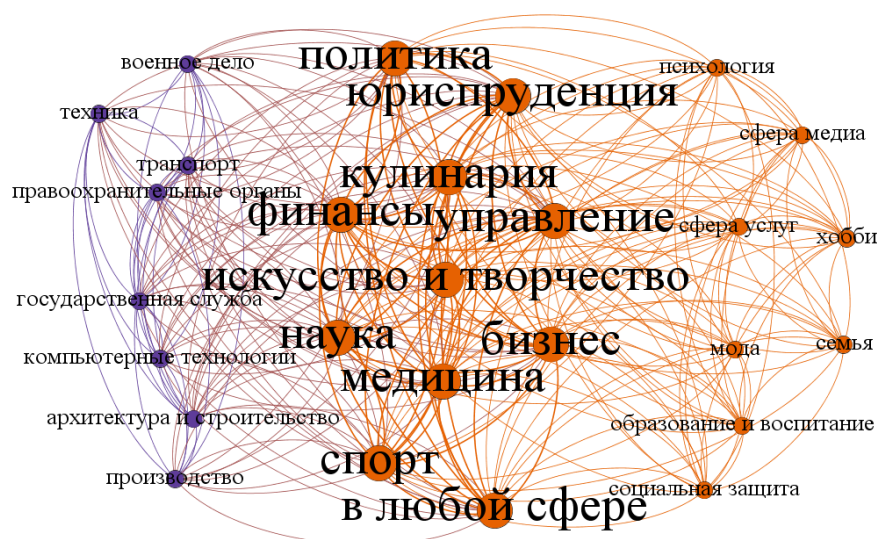 политика
военное дело
психология
юриспруденция
техника
сфера медиа
транспорт
кулинария
правоохранительные органы
финансы
управление
сфера услуг
хобби
искусство и творчество
государственная служба
наука
бизнес
семья
мода
компьютерные технологии
медицина
архитектура и строительство
образование и воспитание
спорт
производство
социальная защита
в любой сфере